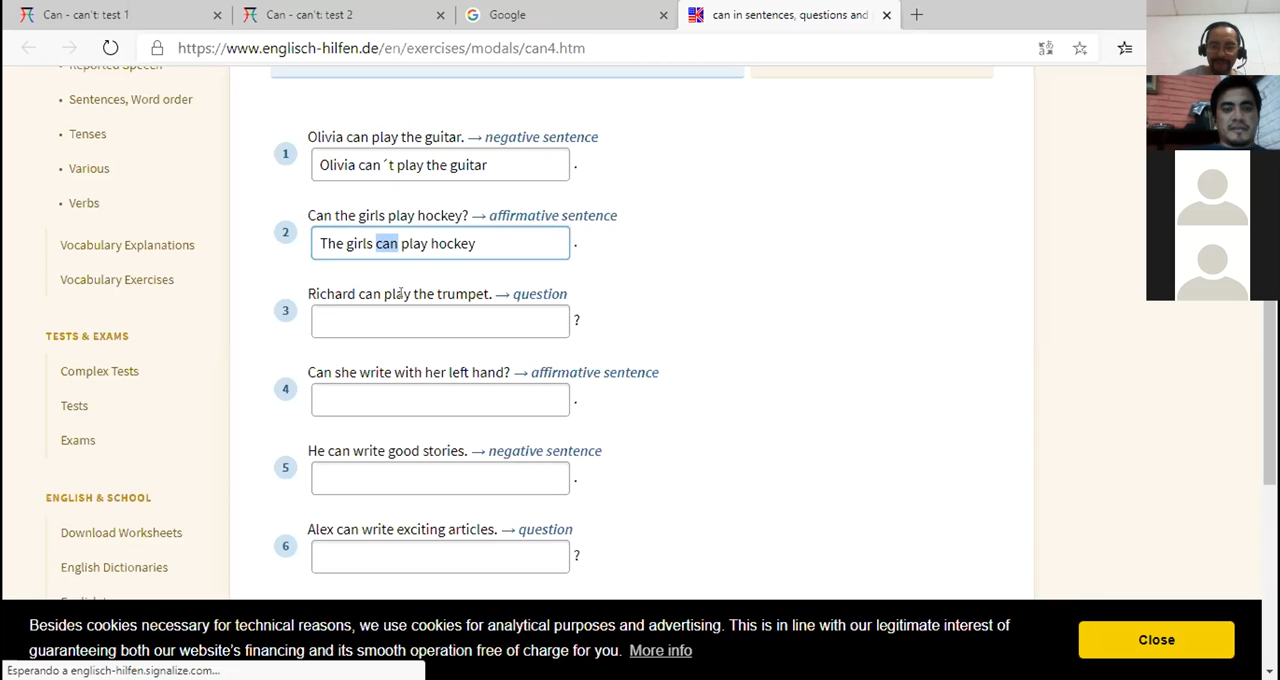 Can - can't: test 1
Can - can't: test 2
Google
can in sentences, questions and
https://www.englisch-hilfen.de/en/exercises/modals/can4.htm
Reported Speech
• Sentences, Word order
• Tenses
• Various
• Verbs
Vocabulary Explanations
Vocabulary Exercises
TESTS & EXAMS
Complex Tests
Tests
Exams
ENGLISH & SCHOOL
Download Worksheets
English Dictionaries
1 Olivia can play the guitar. → negative sentence
Olivia can ´t play the guitar .
2 Can the girls play hockey? → affirmative sentence
The girls can play hockey .
3 Richard can play the trumpet. → question
?
4 Can she write with her left hand? → affirmative sentence
.
5 He can write good stories. → negative sentence
.
6 Alex can write exciting articles. → question
?
Besides cookies necessary for technical reasons, we use cookies for analytical purposes and advertising. This is in line with our legitimate interest of
guaranteeing both our website's financing and its smooth operation free of charge for you. More info
Close
Esperando a englisch-hilfen.signalize.com...